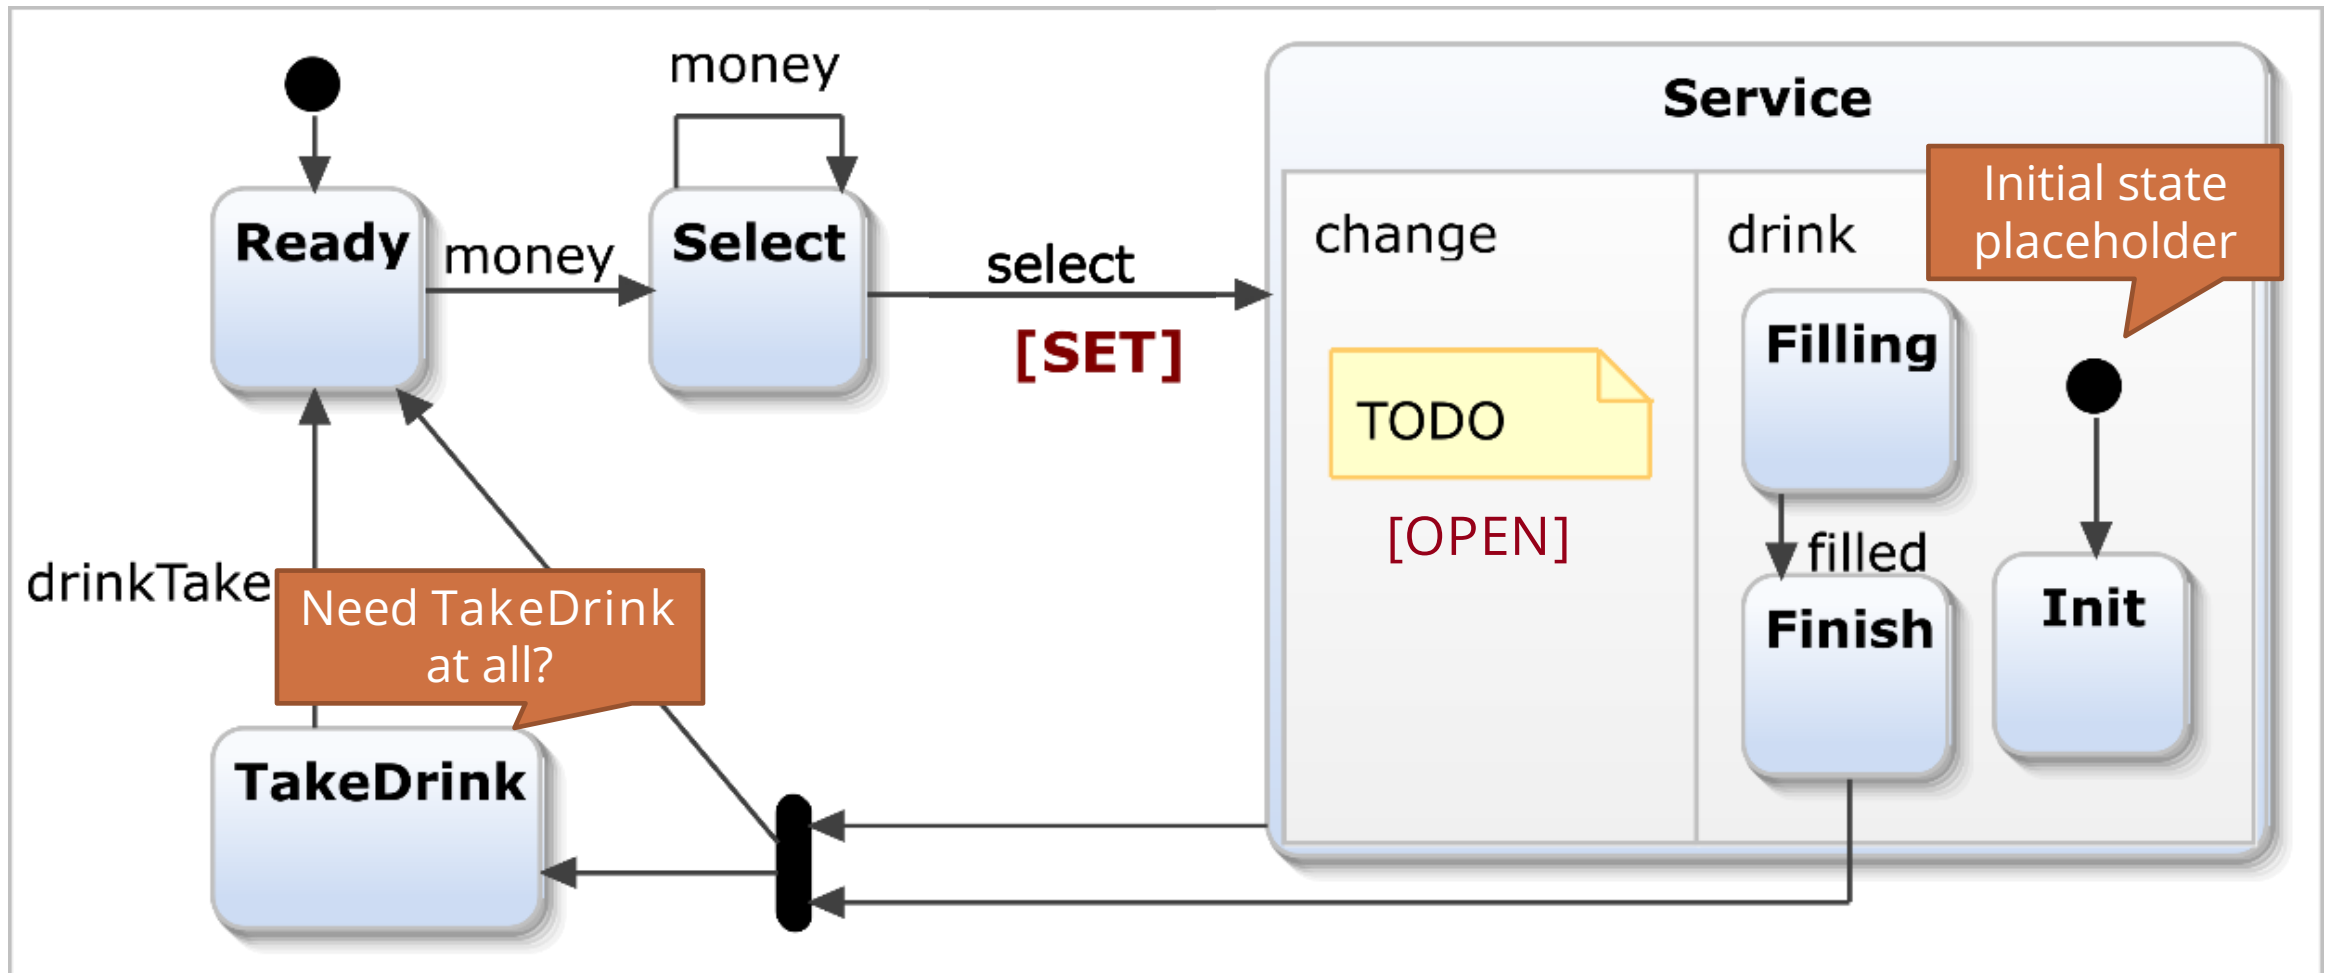 money
Service
Initial state
placeholder
Ready
money
Select
select
[SET]
change
drink
Filling
TODO
[OPEN]
filled
Finish
Init
drinkTake
Need TakeDrink
at all?
TakeDrink